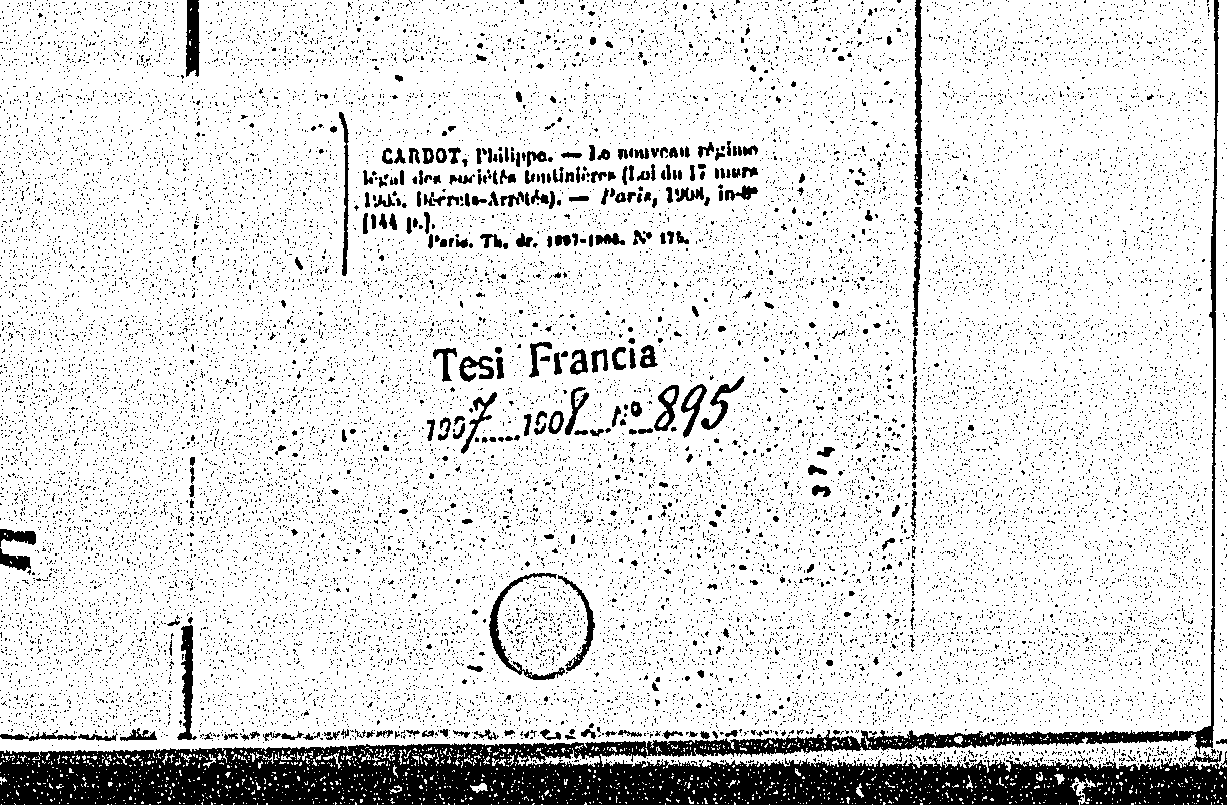 CARDOT, Philippe. — Le nouveau régime
légal des sociétés tontinières (Loi du 17 mars
1905. Décrets-Arrêtés). — Paris, 1908, in-8°
[144 p.].
Paris. Th. dr. 1907-1908. N° 175.
Tesi Francia
1907 1908 N° 895
374